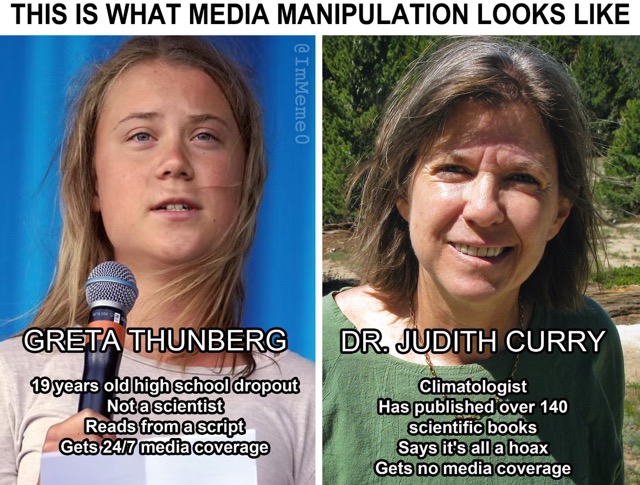 THIS IS WHAT MEDIA MANIPULATION LOOKS LIKE
@ImMeme0
GRETA THUNBERG
19 years old high school dropout
Not a scientist
Reads from a script
Gets 24/7 media coverage
DR. JUDITH CURRY
Climatologist
Has published over 140
scientific books
Says it's all a hoax
Gets no media coverage